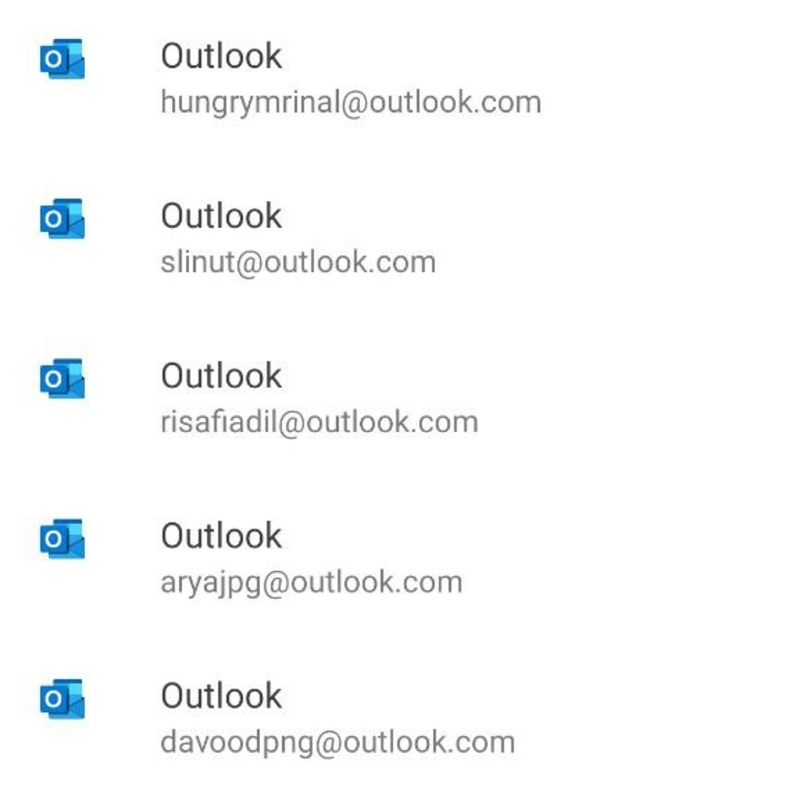 Outlook
hungrymrinal@outlook.com
Outlook
slinut@outlook.com
Outlook
risafiadil@outlook.com
Outlook
aryajpg@outlook.com
Outlook
davoodpng@outlook.com